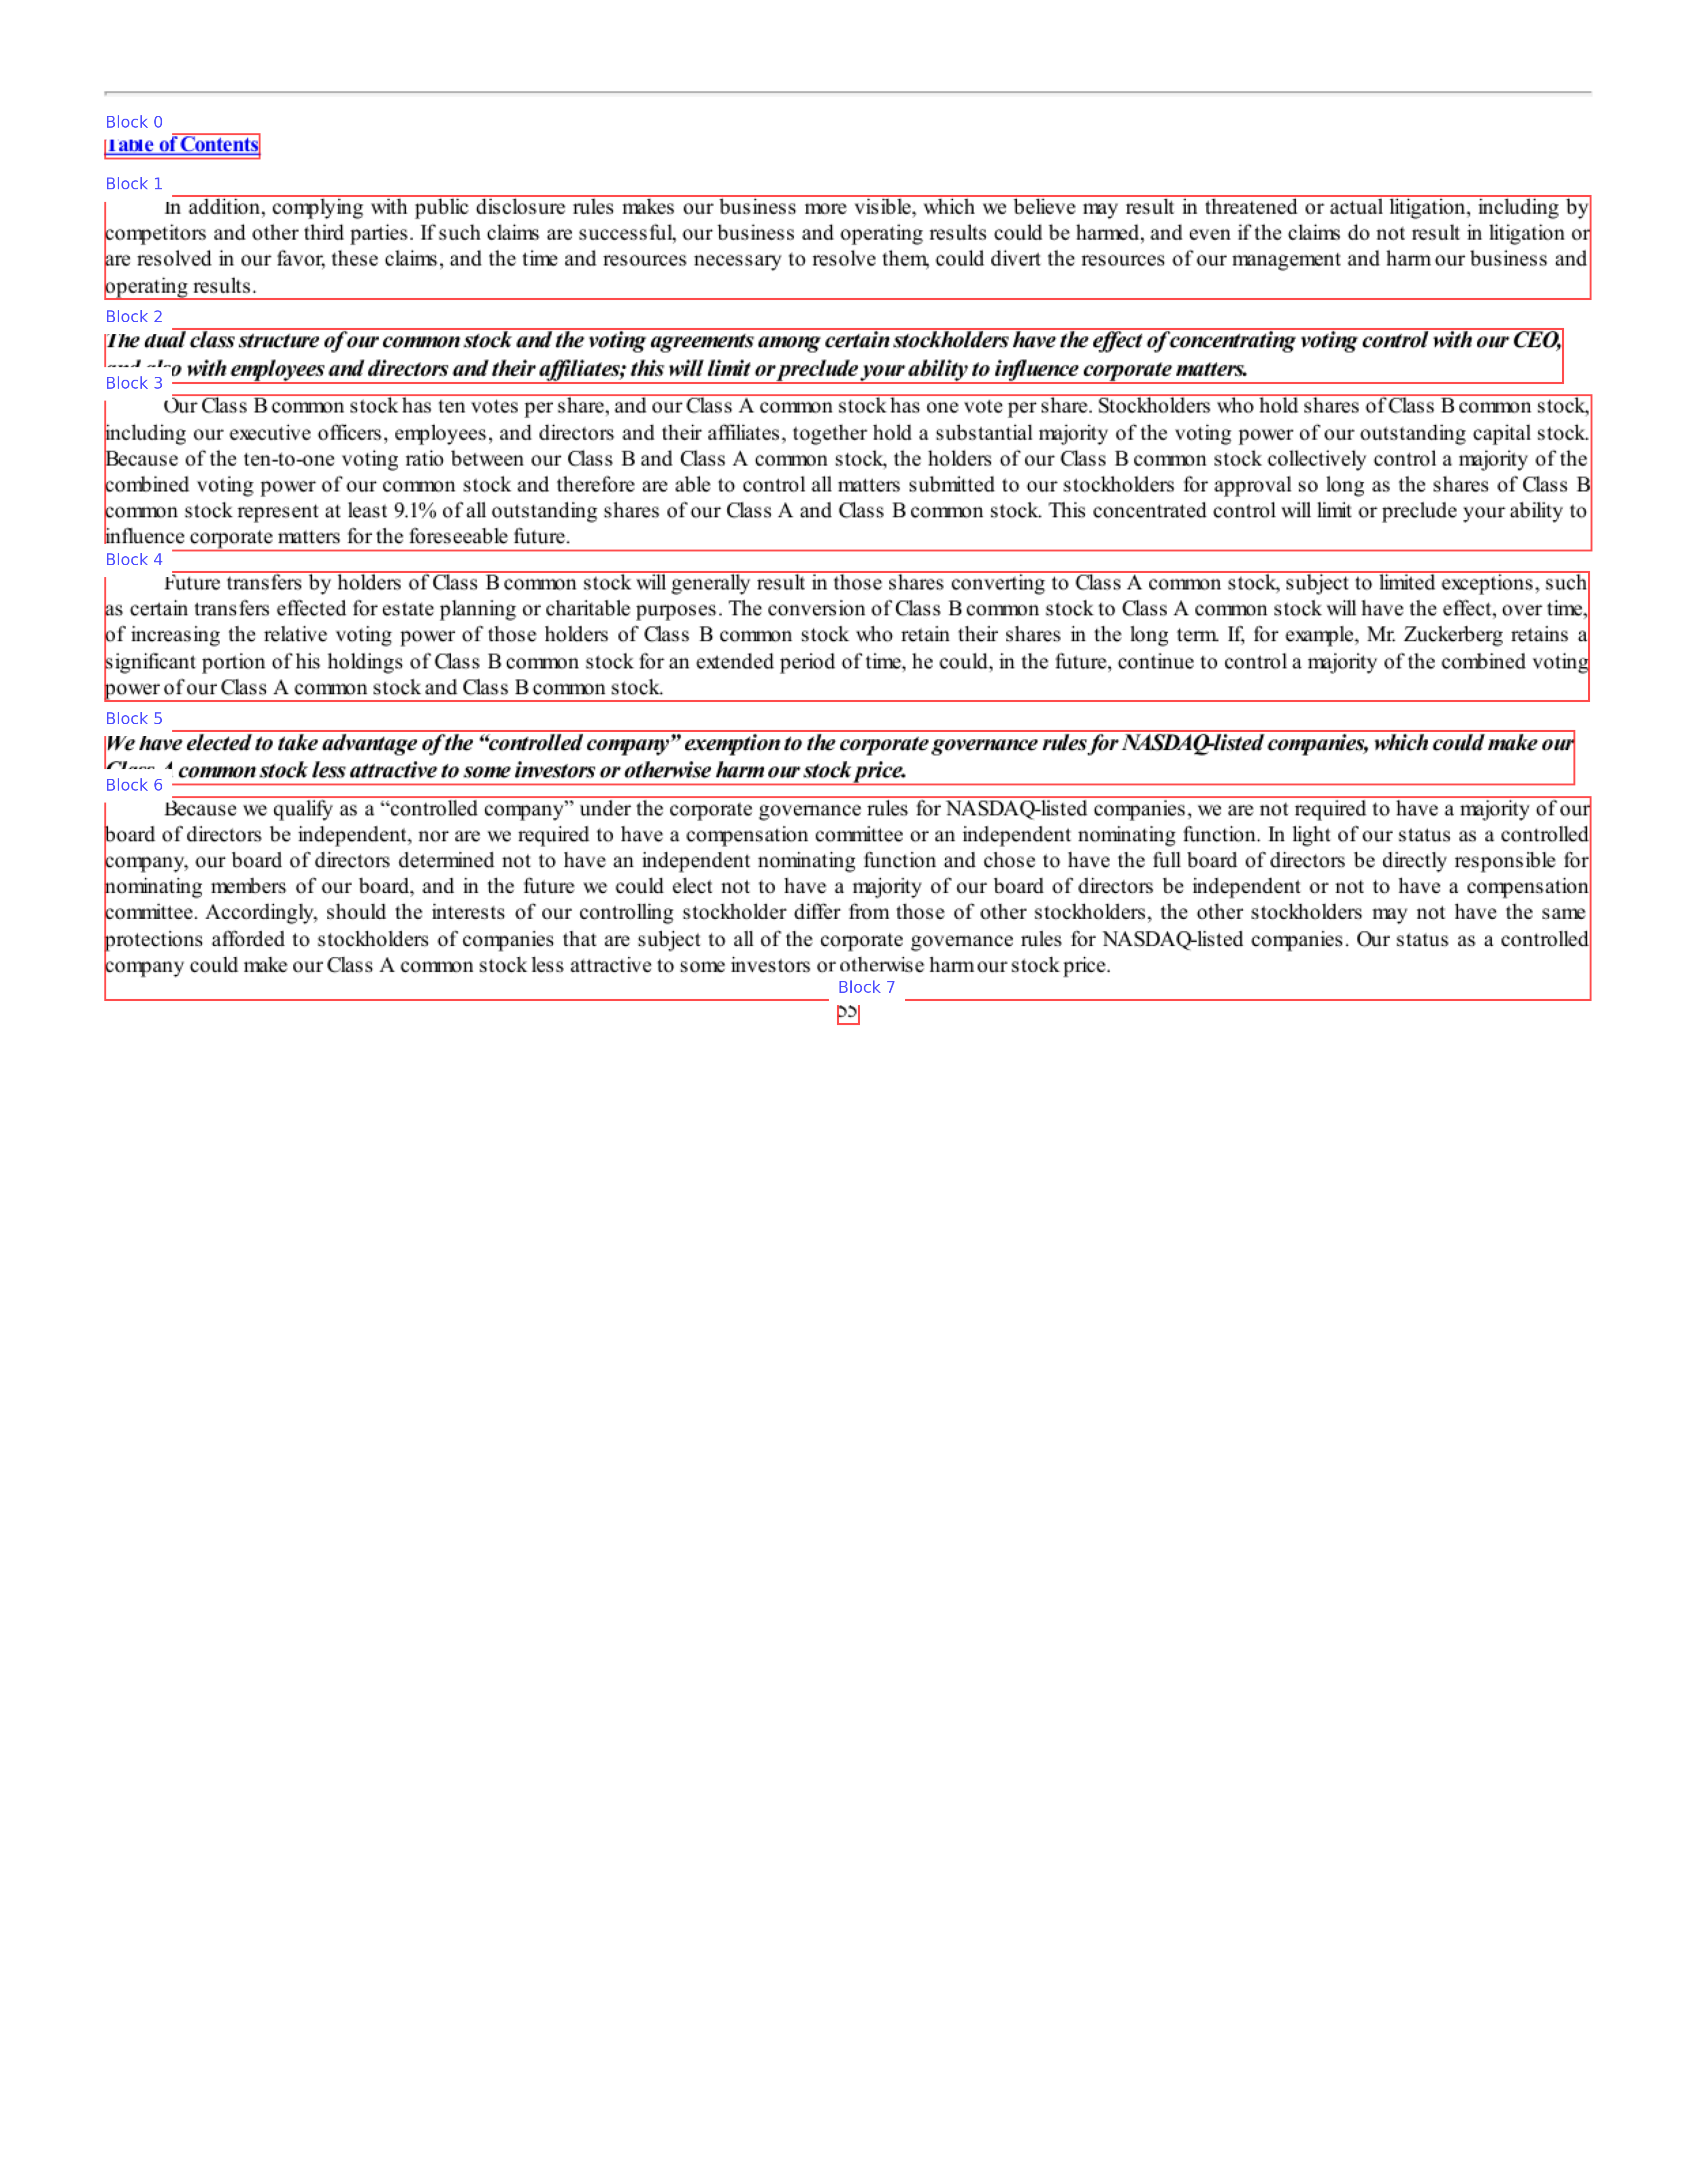 Block 0
Table of Contents
Block 1
In addition, complying with public disclosure rules makes our business more visible, which we believe may result in threatened or actual litigation, including by
competitors and other third parties. If such claims are successful, our business and operating results could be harmed, and even if the claims do not result in litigation or
are resolved in our favor, these claims, and the time and resources necessary to resolve them, could divert the resources of our management and harm our business and
operating results.
Block 2
The dual class structure of our common stock and the voting agreements among certain stockholders have the effect of concentrating voting control with our CEO,
and also with employees and directors and their affiliates; this will limit or preclude your ability to influence corporate matters.
Block 3
Our Class B common stock has ten votes per share, and our Class A common stock has one vote per share. Stockholders who hold shares of Class B common stock,
including our executive officers, employees, and directors and their affiliates, together hold a substantial majority of the voting power of our outstanding capital stock.
Because of the ten-to-one voting ratio between our Class B and Class A common stock, the holders of our Class B common stock collectively control a majority of the
combined voting power of our common stock and therefore are able to control all matters submitted to our stockholders for approval so long as the shares of Class B
common stock represent at least 9.1% of all outstanding shares of our Class A and Class B common stock. This concentrated control will limit or preclude your ability to
influence corporate matters for the foreseeable future.
Block 4
Future transfers by holders of Class B common stock will generally result in those shares converting to Class A common stock, subject to limited exceptions, such
as certain transfers effected for estate planning or charitable purposes. The conversion of Class B common stock to Class A common stock will have the effect, over time,
of increasing the relative voting power of those holders of Class B common stock who retain their shares in the long term. If, for example, Mr. Zuckerberg retains a
significant portion of his holdings of Class B common stock for an extended period of time, he could, in the future, continue to control a majority of the combined voting
power of our Class A common stock and Class B common stock.
Block 5
We have elected to take advantage of the “controlled company” exemption to the corporate governance rules for NASDAQ-listed companies, which could make our
Class A common stock less attractive to some investors or otherwise harm our stock price.
Block 6
Because we qualify as a “controlled company” under the corporate governance rules for NASDAQ-listed companies, we are not required to have a majority of our
board of directors be independent, nor are we required to have a compensation committee or an independent nominating function. In light of our status as a controlled
company, our board of directors determined not to have an independent nominating function and chose to have the full board of directors be directly responsible for
nominating members of our board, and in the future we could elect not to have a majority of our board of directors be independent or not to have a compensation
committee. Accordingly, should the interests of our controlling stockholder differ from those of other stockholders, the other stockholders may not have the same
protections afforded to stockholders of companies that are subject to all of the corporate governance rules for NASDAQ-listed companies. Our status as a controlled
company could make our Class A common stock less attractive to some investors or otherwise harm our stock price.
Block 7